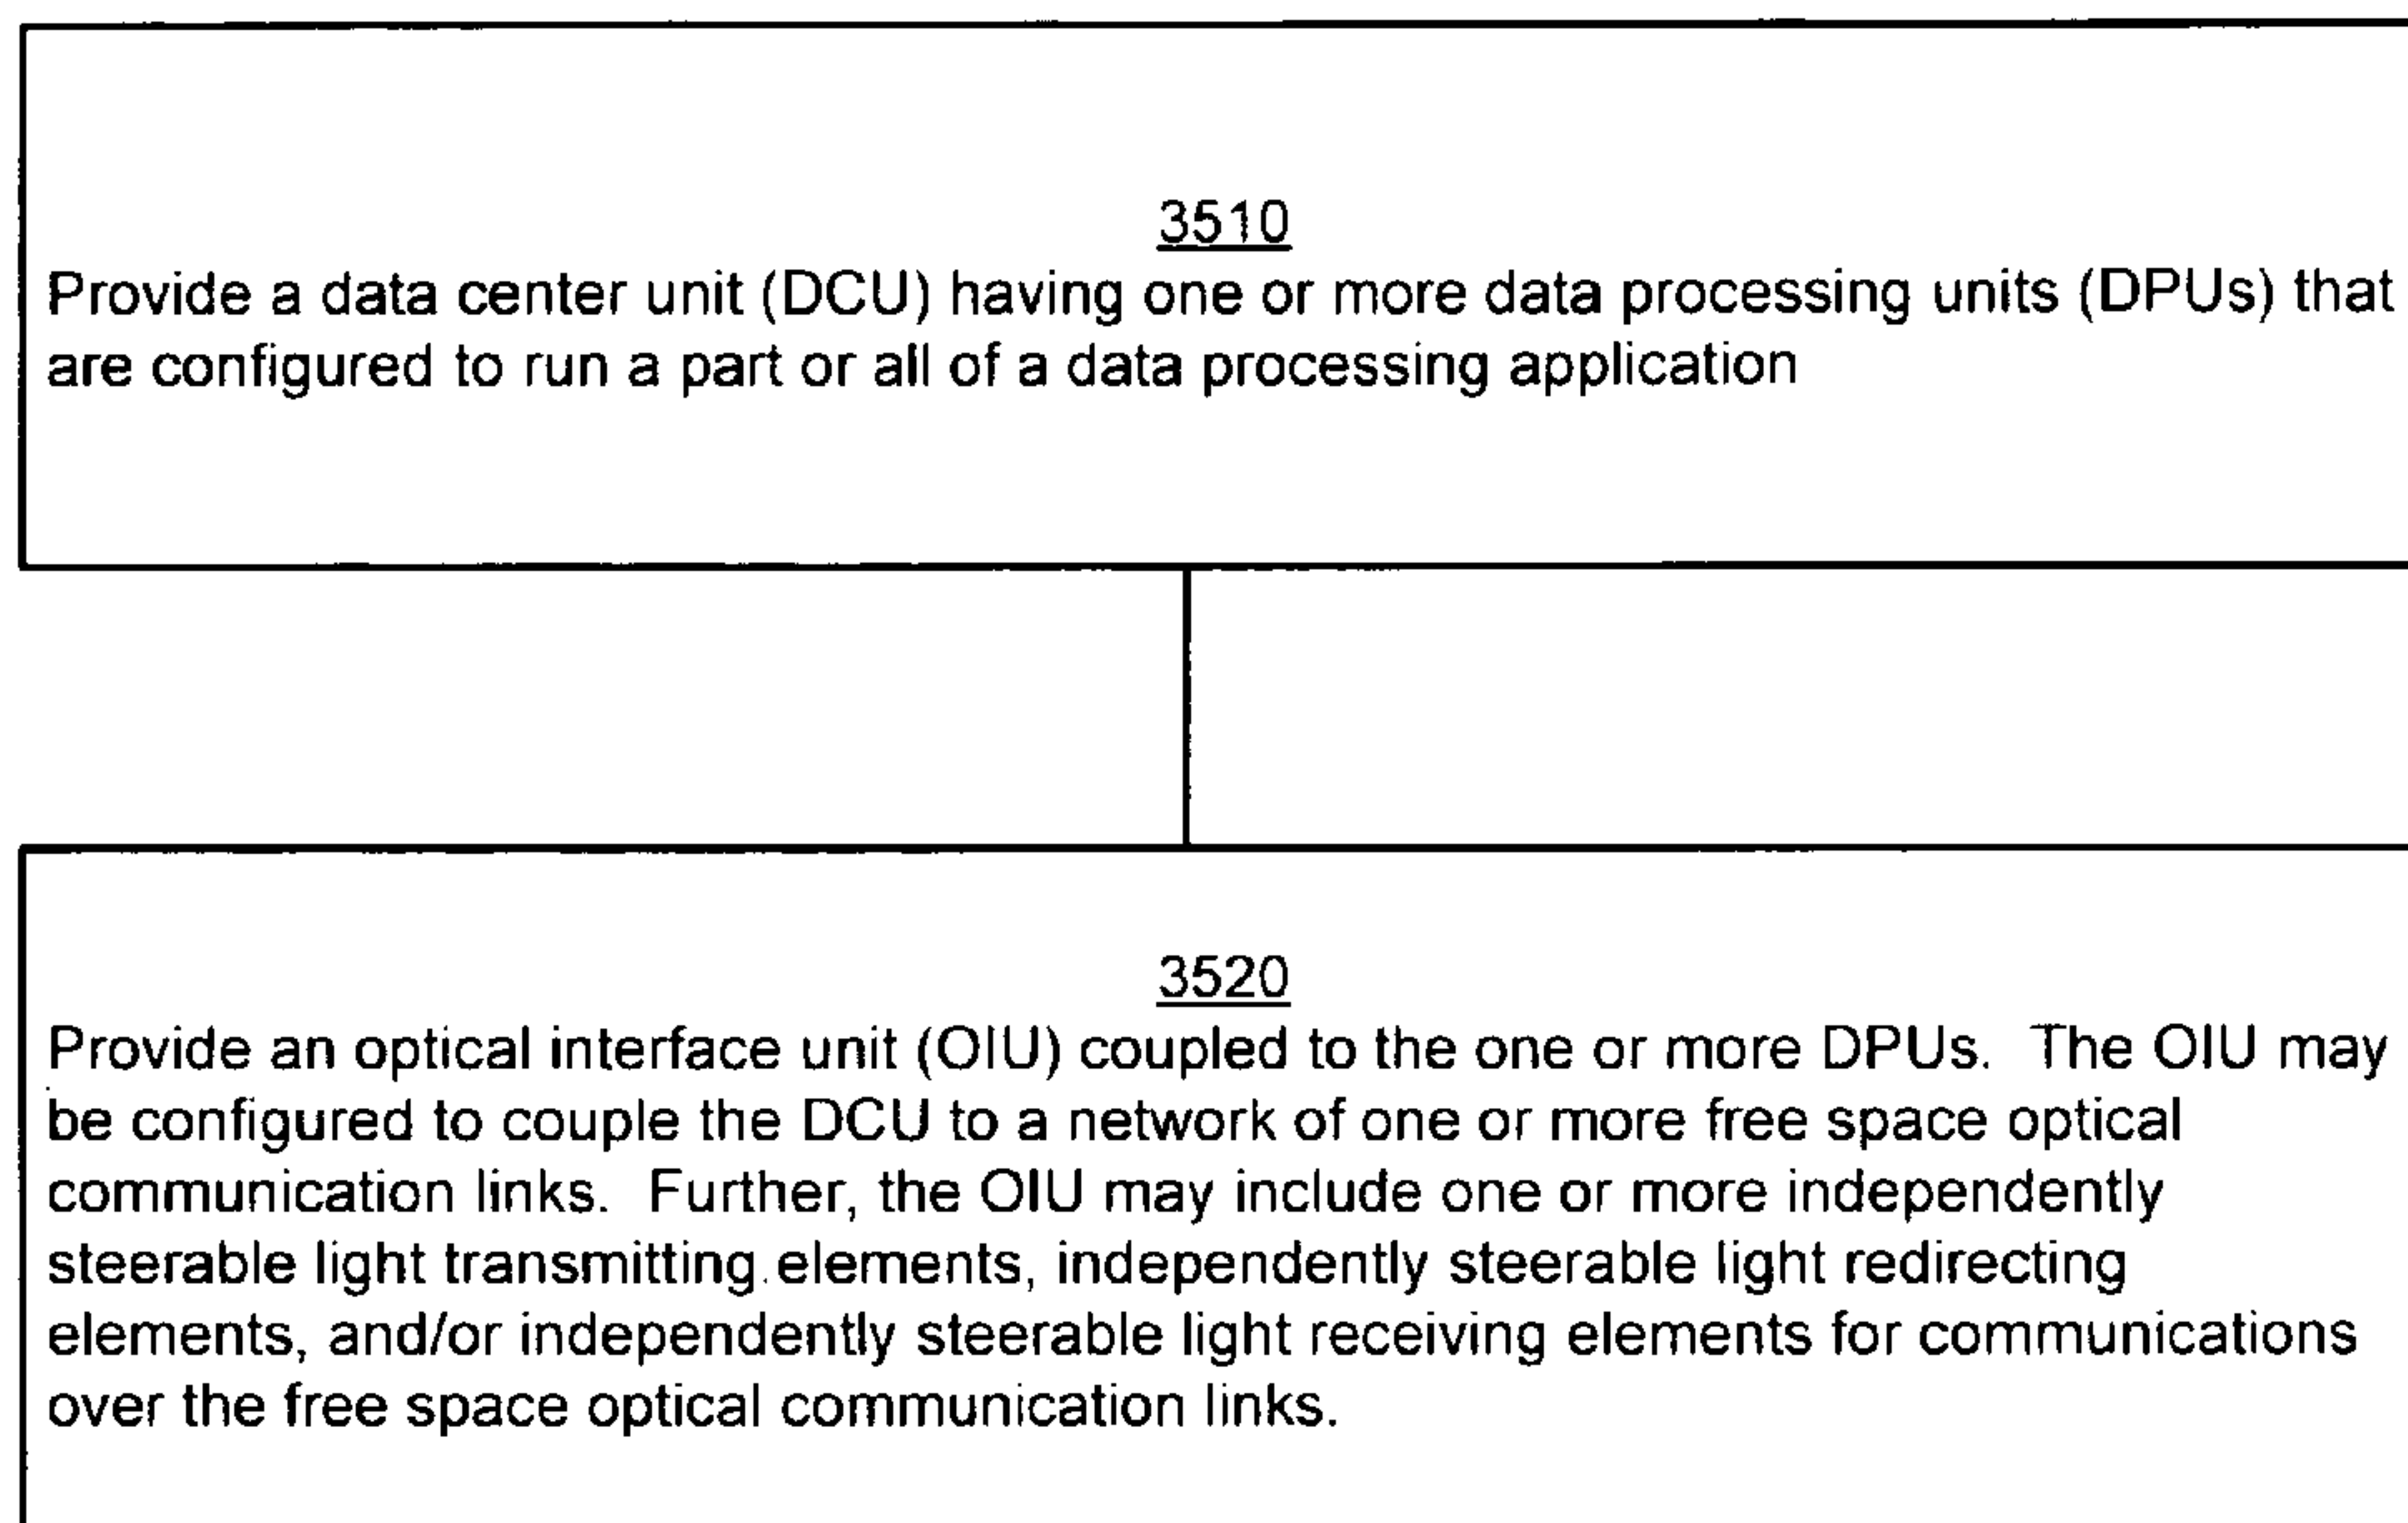 3510
Provide a data center unit (DCU) having one or more data processing units (DPUs) that
are configured to run a part or all of a data processing application
3520
Provide an optical interface unit (OIU) coupled to the one or more DPUs. The OIU may
be configured to couple the DCU to a network of one or more free space optical
communication links. Further, the OIU may include one or more independently
steerable light transmitting elements, independently steerable light redirecting
elements, and/or independently steerable light receiving elements for communications
over the free space optical communication links.